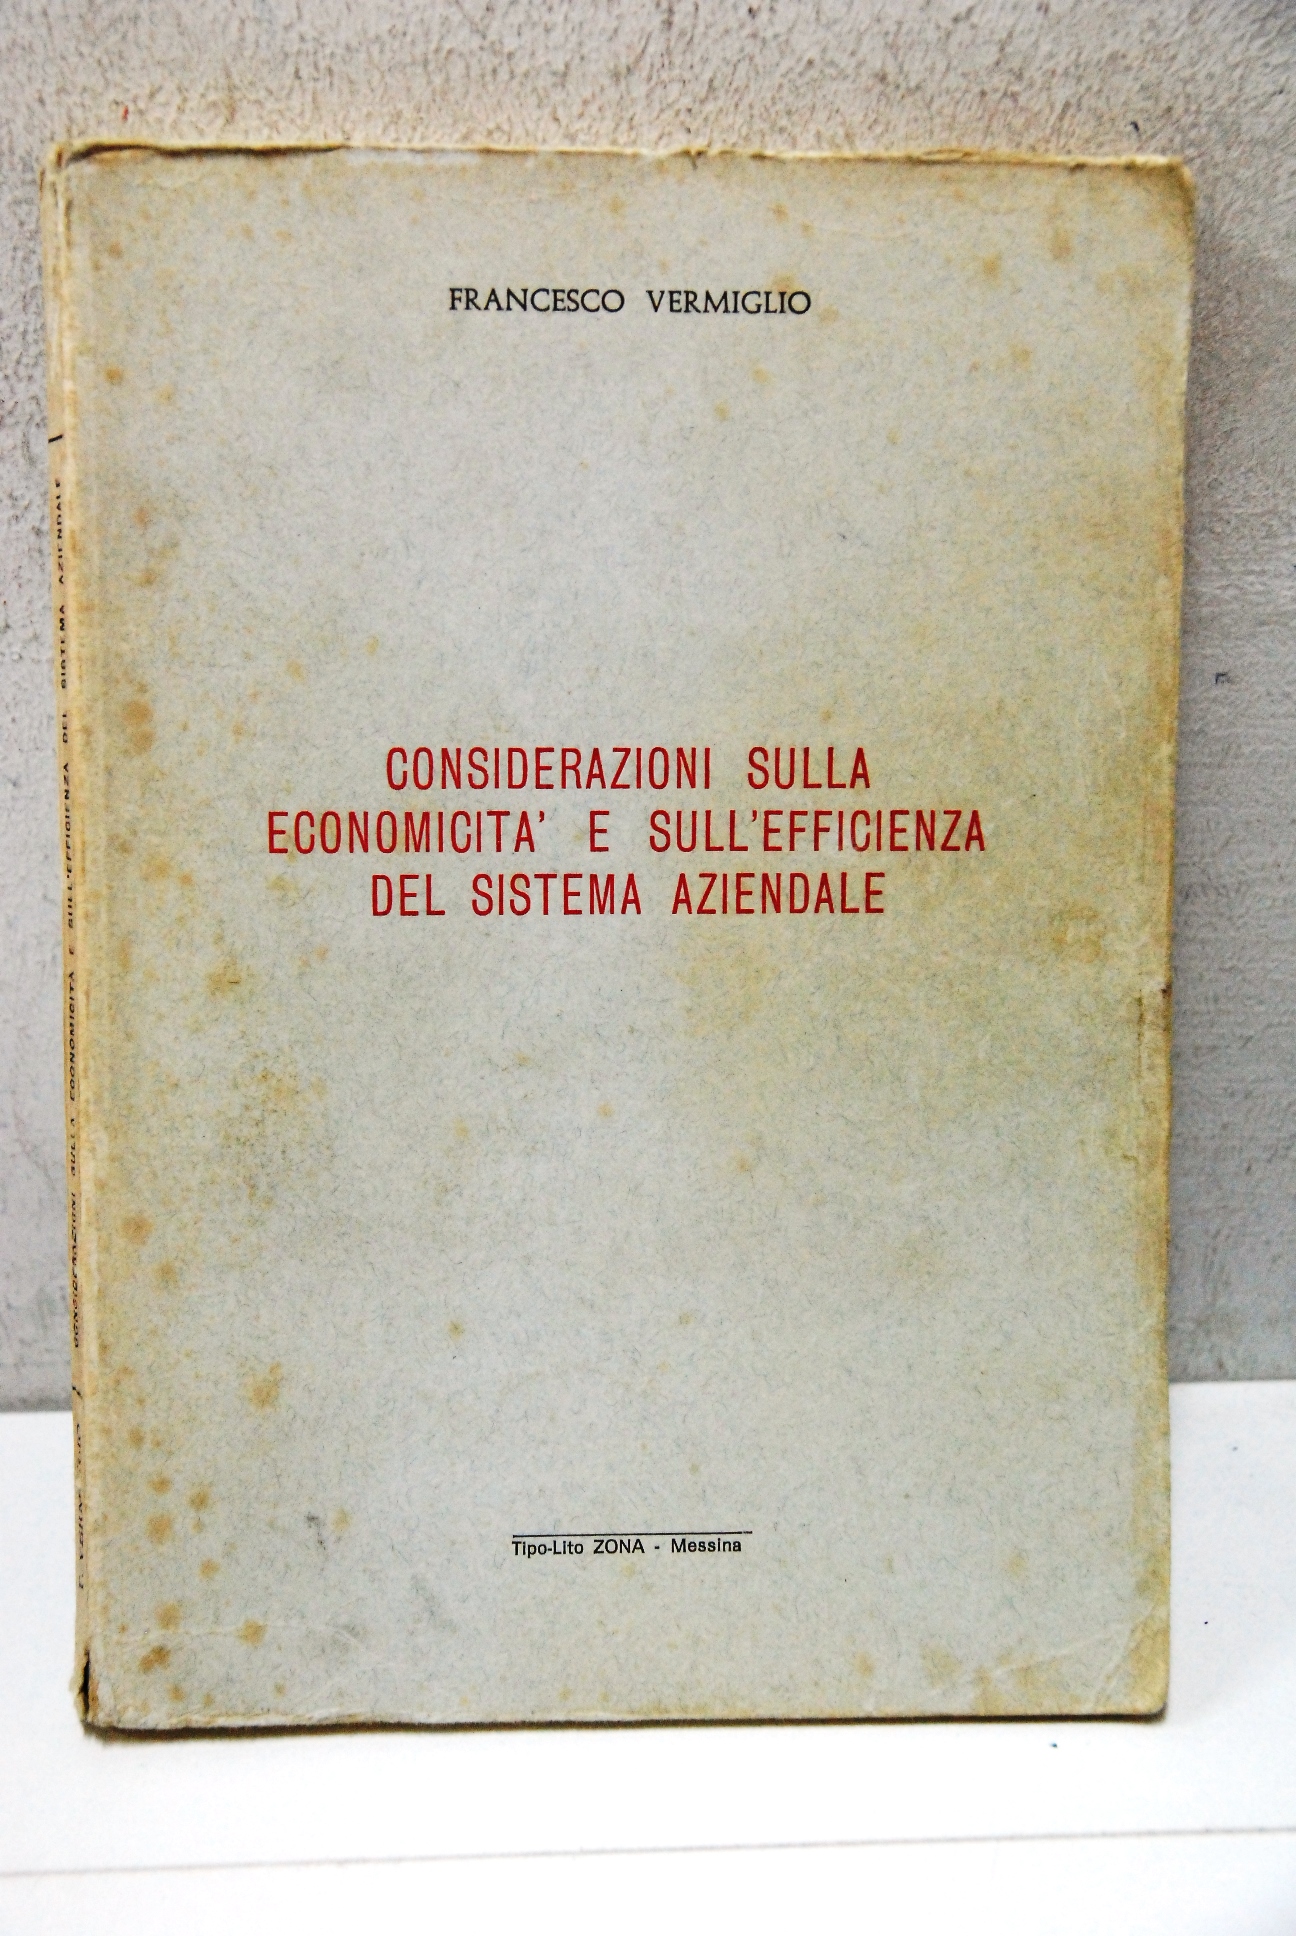 FRANCESCO VERMIGLIO
CONSIDERAZIONI SULLA
ECONOMICITA' E SULL'EFFICIENZA
DEL SISTEMA AZIENDALE
Tipo-Lito ZONA - Messina
CONSIDERAZIONI SULLA ECONOMICITÀ E SULL'EFFICIENZA DEL SISTEMA AZIENDALE